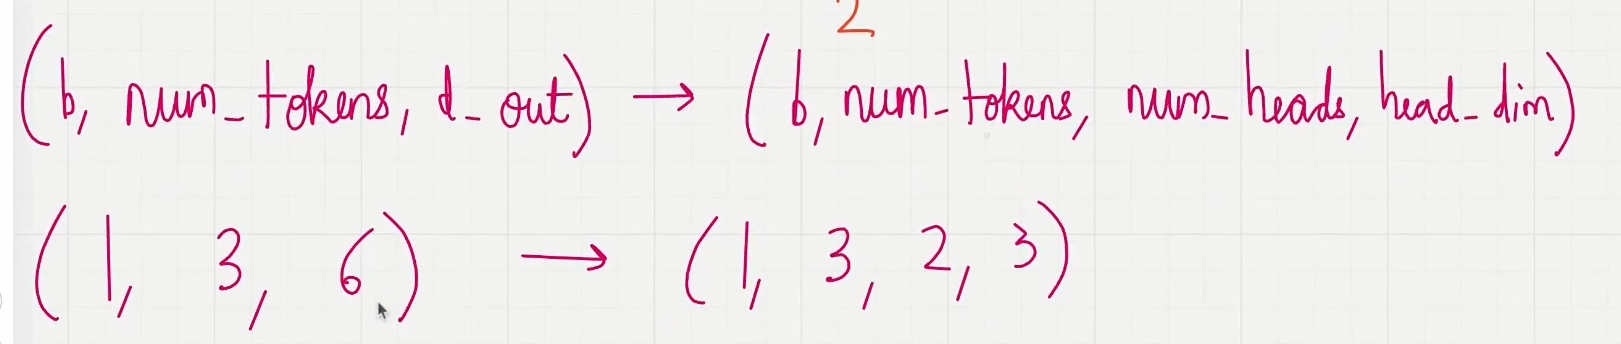 2
(b, num_tokens, d_out) → (b, num_tokens, num_heads, head_dim)
(1, 3, 6) → (1, 3, 2, 3)